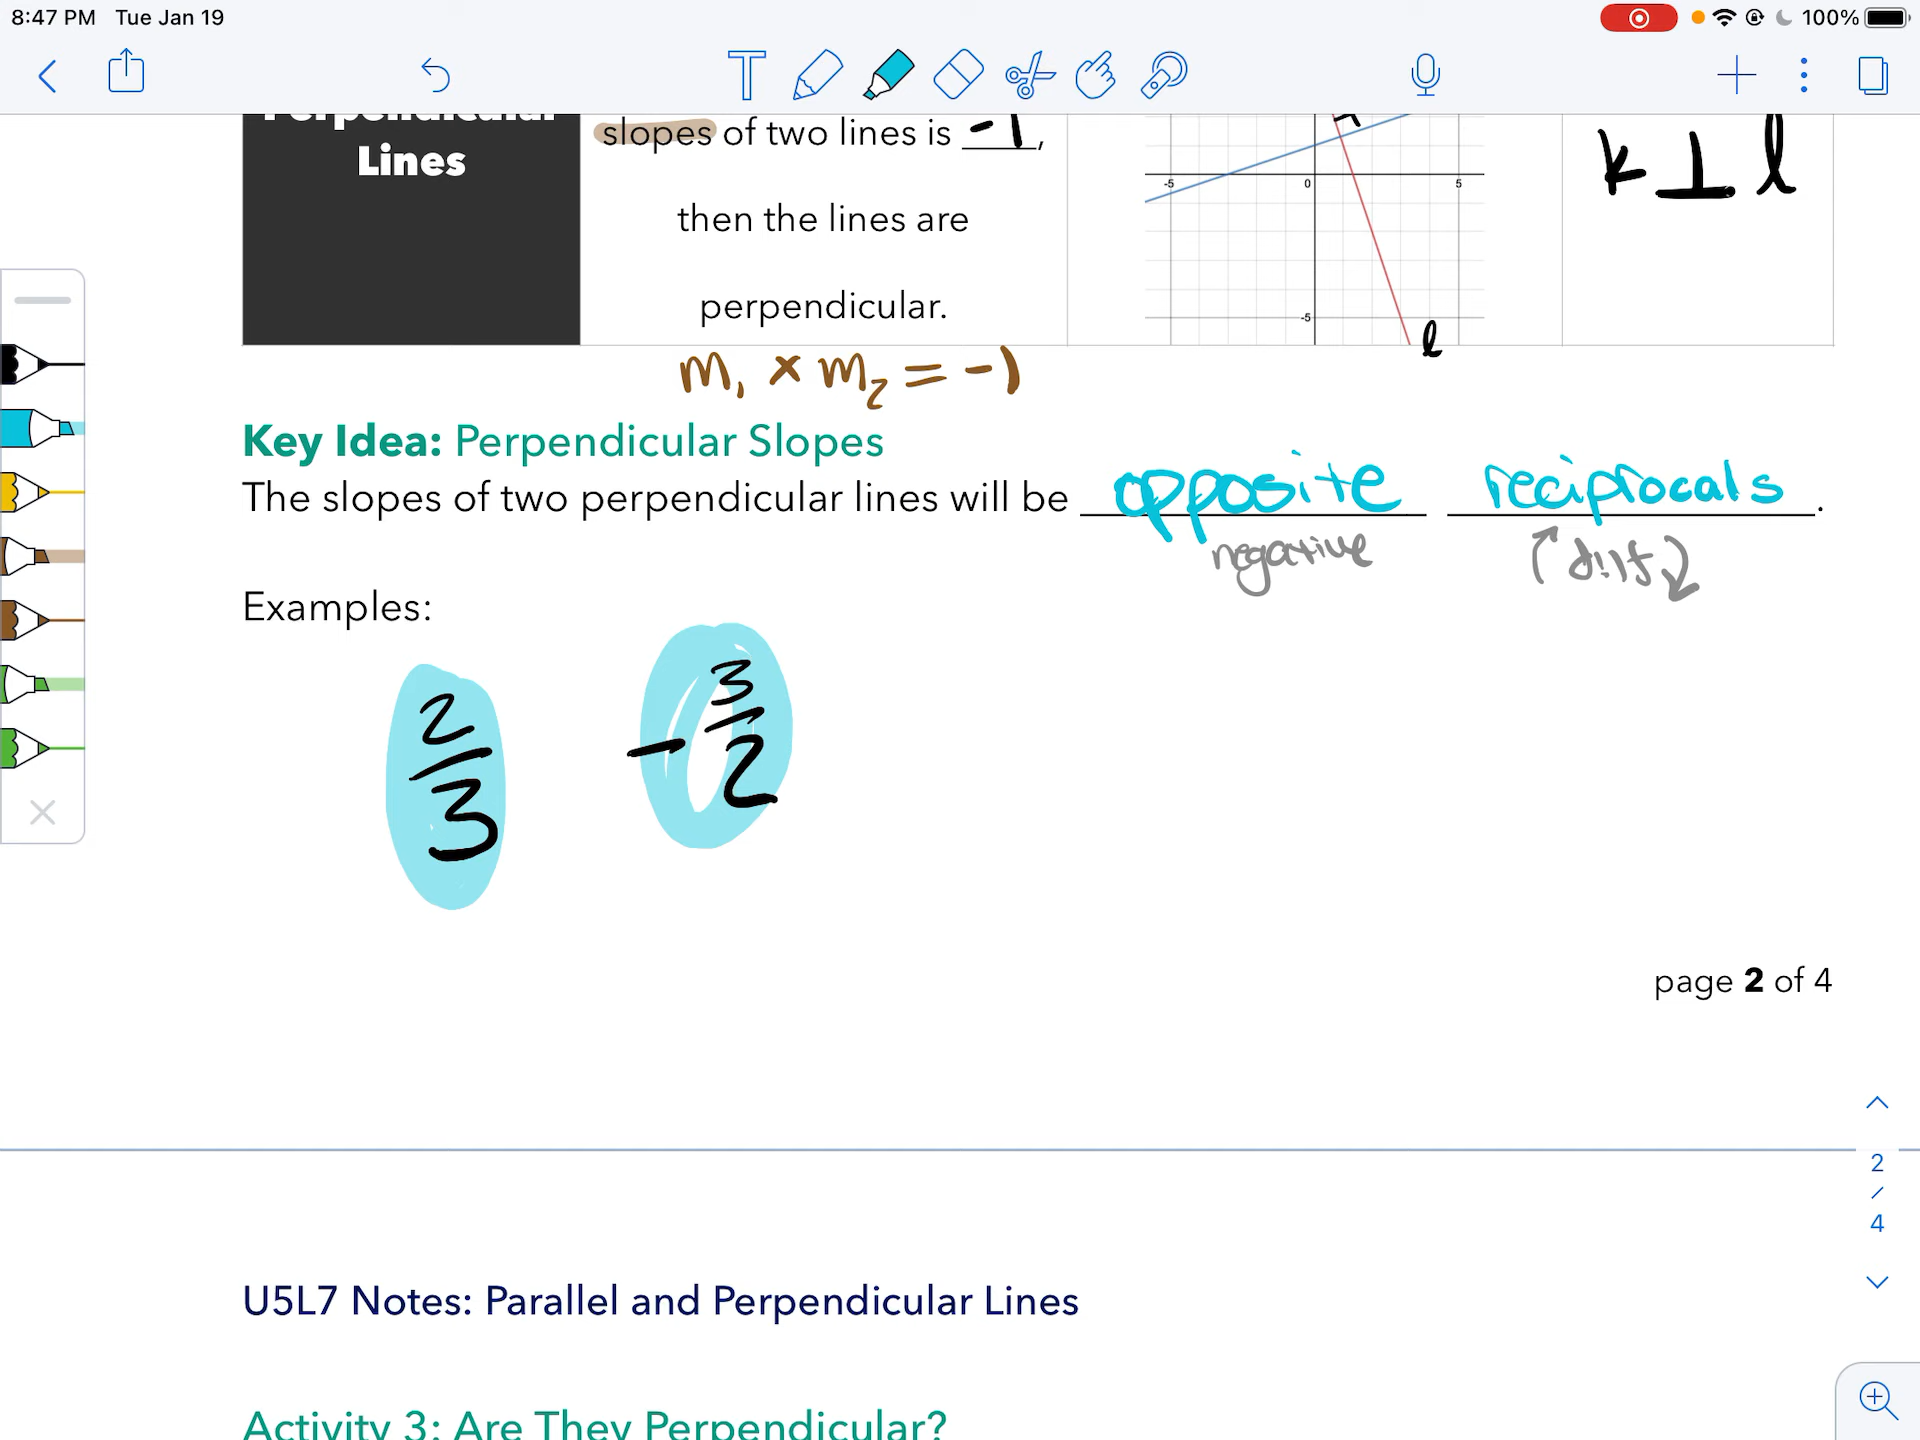 8:47 PM Tue Jan 19
100%
T
Perpendicular
Lines
slopes of two lines is -1,
then the lines are
perpendicular.
-5 0 5
-5
l
k ⊥ l
m₁ × m₂ = -1
Key Idea: Perpendicular Slopes
The slopes of two perpendicular lines will be opposite reciprocals.
negative flip
Examples:
2/3 -3/2
page 2 of 4
2
/
4
U5L7 Notes: Parallel and Perpendicular Lines
Activity 3: Are They Perpendicular?